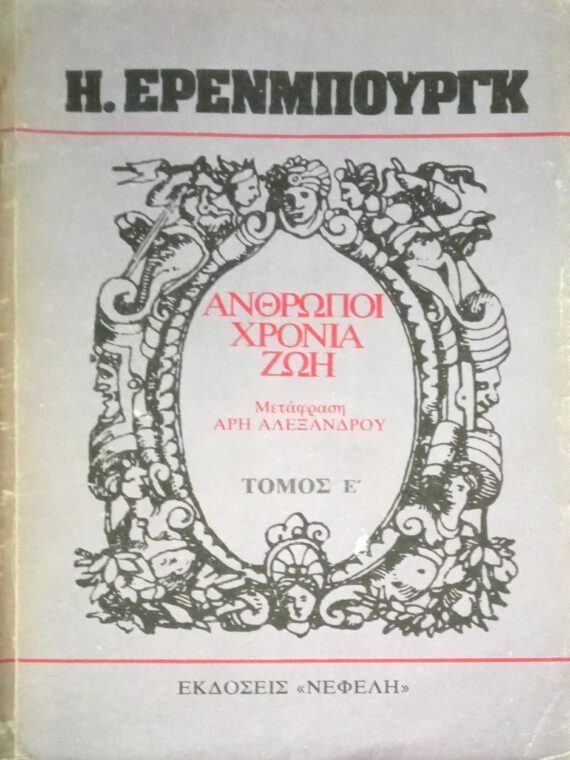 Η. ΕΡΕΝΜΠΟΥΡΓΚ
ΑΝΘΡΩΠΟΙ
ΧΡΟΝΙΑ
ΖΩΗ
Μετάφραση
ΑΡΗ ΑΛΕΞΑΝΔΡΟΥ
ΤΟΜΟΣ Ε΄
ΕΚΔΟΣΕΙΣ «ΝΕΦΕΛΗ»